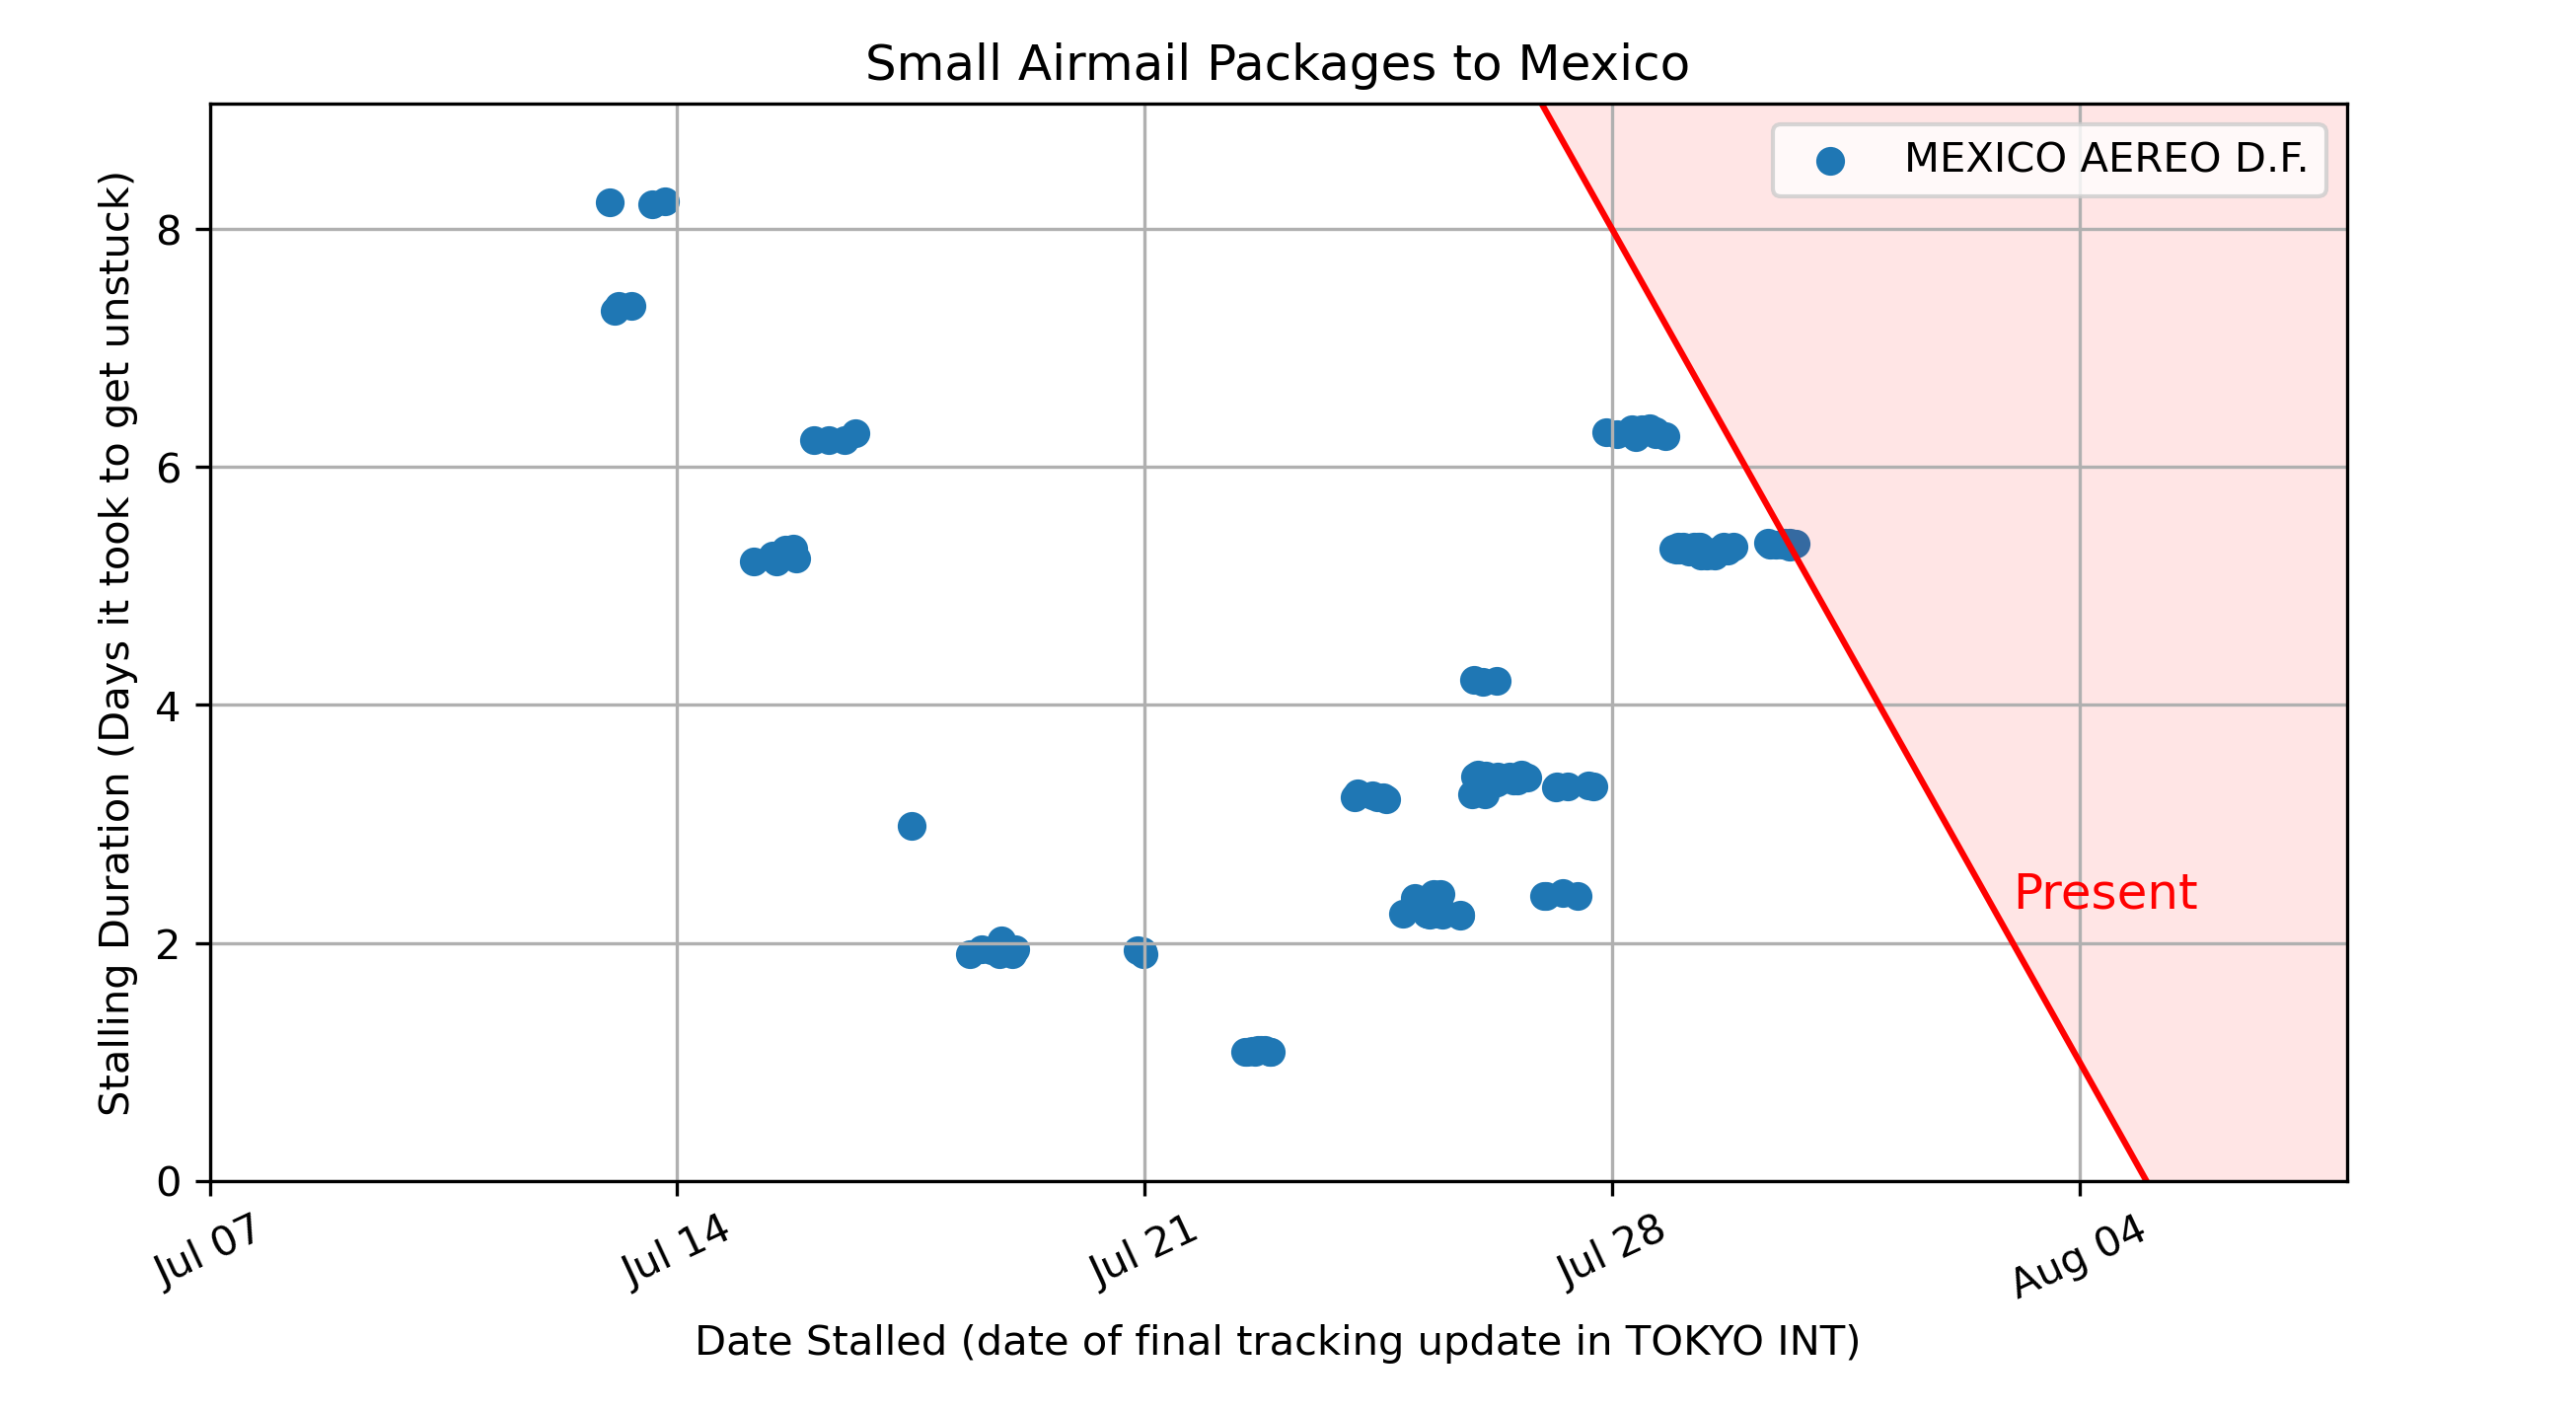 Small Airmail Packages to Mexico
MEXICO AEREO D.F.
Stalling Duration (Days it took to get unstuck)
8
6
4
2
0
Present
Jul 07
Jul 14
Jul 21
Jul 28
Aug 04
Date Stalled (date of final tracking update in TOKYO INT)